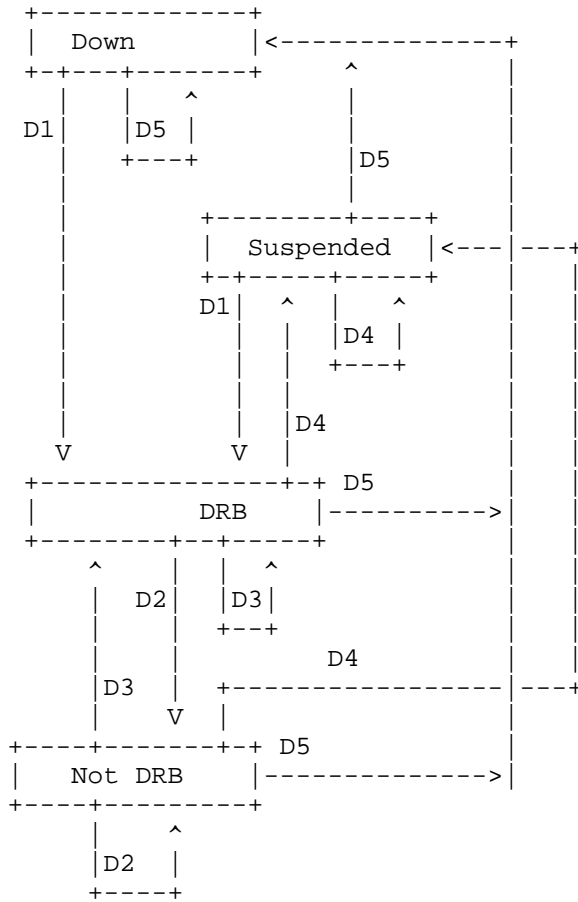 Down
D1 D5
D5
Suspended
D1
D4
D4
D5
DRB
D2 D3
D4
D3
D5
Not DRB
D2